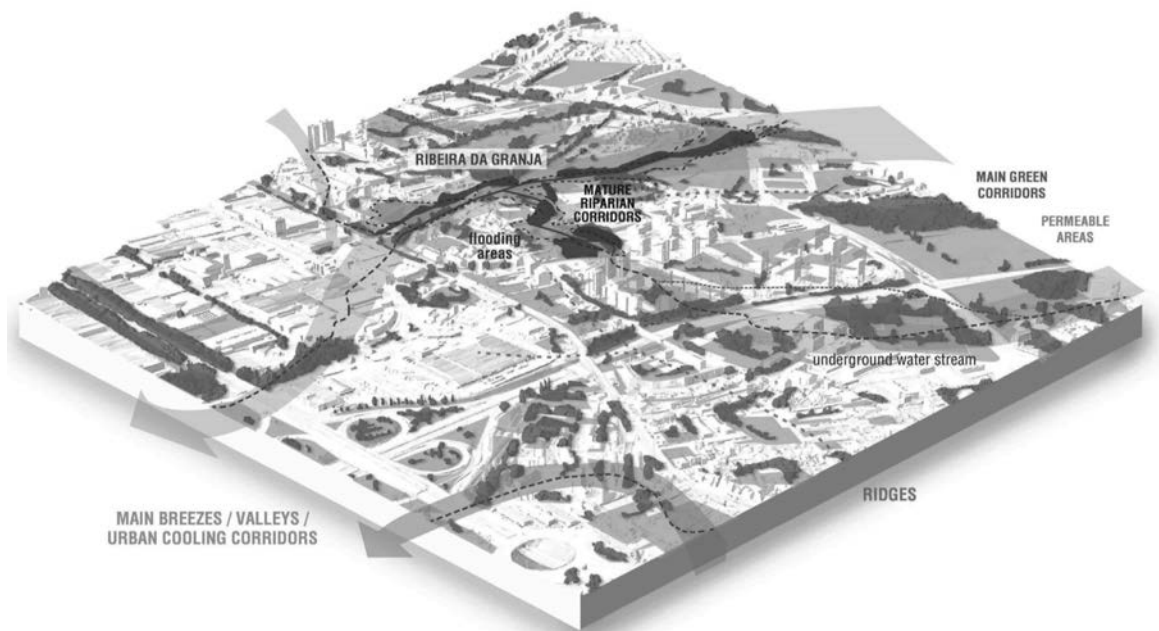 RIBEIRA DA GRANJA
MATURE
RIPARIAN
CORRIDORS
MAIN GREEN
CORRIDORS
PERMEABLE
AREAS
flooding
areas
underground water stream
RIDGES
MAIN BREEZES / VALLEYS /
URBAN COOLING CORRIDORS